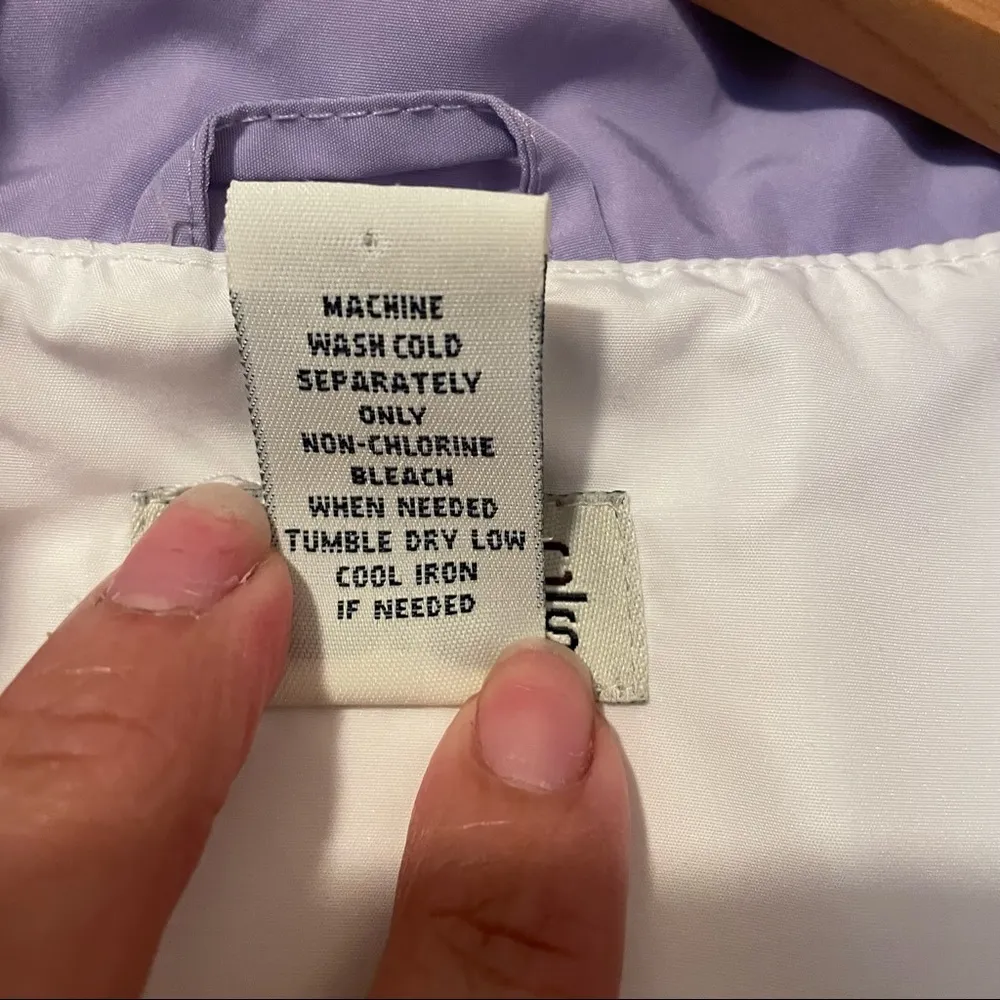 MACHINE
WASH COLD
SEPARATELY
ONLY
NON-CHLORINE
BLEACH
WHEN NEEDED
TUMBLE DRY LOW
COOL IRON
IF NEEDED